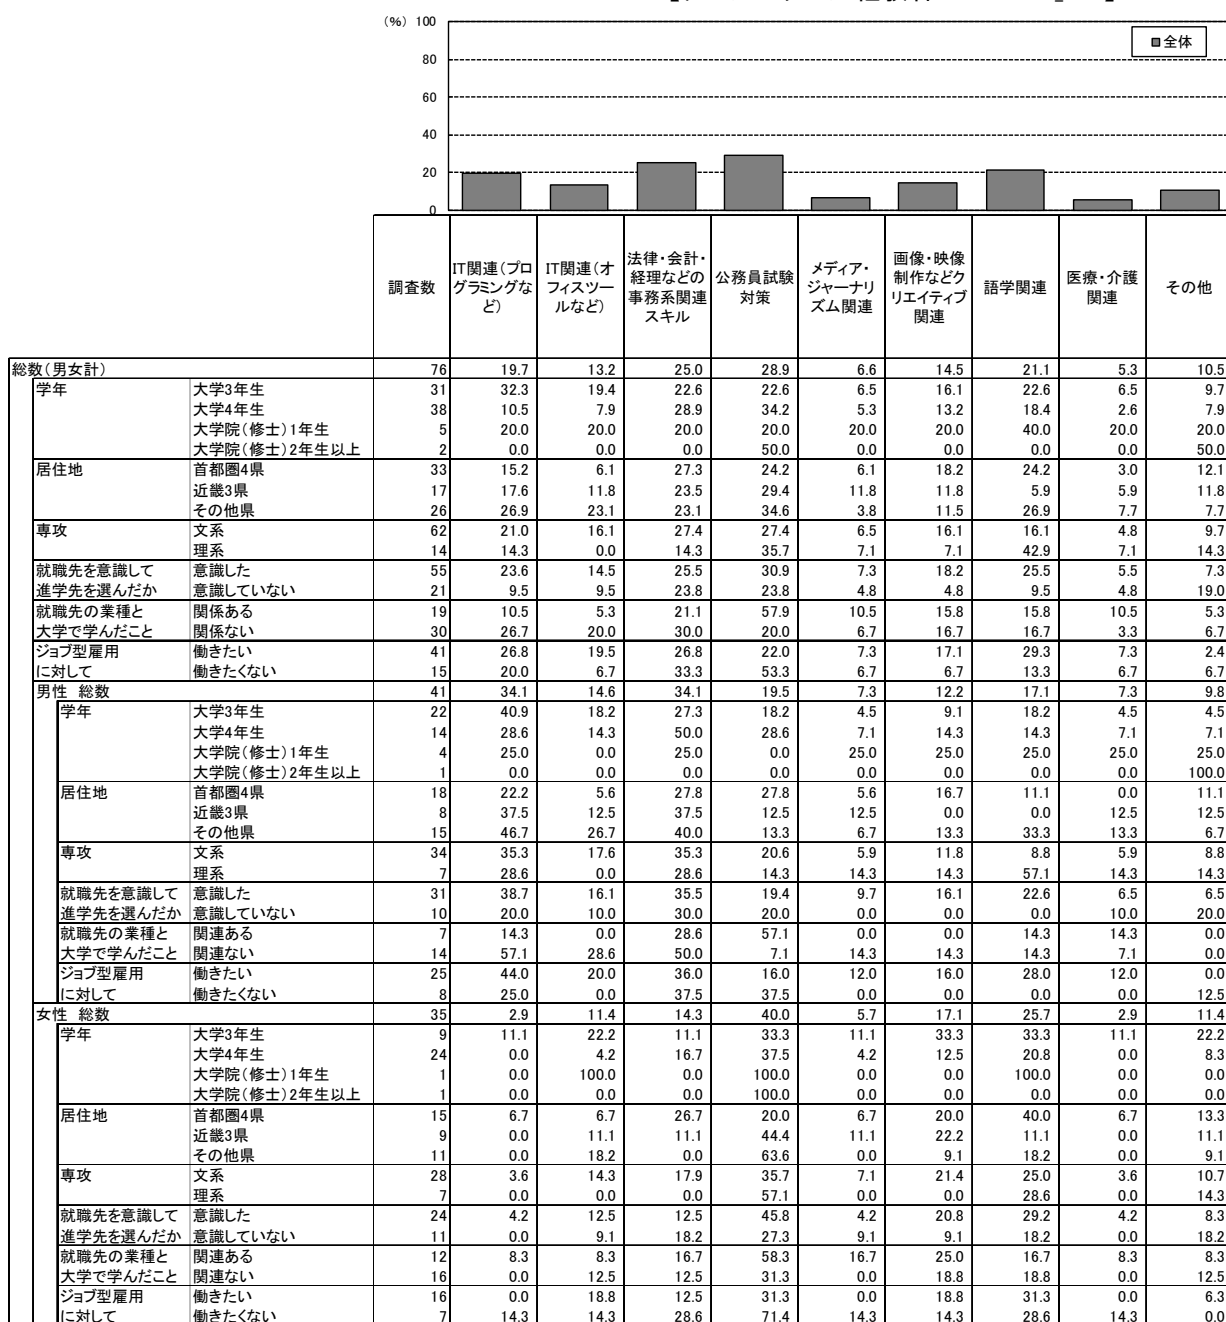 (%) 100
80
60
40
20
0
全体
調査数 IT関連(プログラミングなど) IT関連(オフィスツールなど) 法律・会計・経理などの事務系関連スキル 公務員試験対策 メディア・ジャーナリズム関連 画像・映像制作などクリエイティブ関連 語学関連 医療・介護関連 その他
総数(男女計) 76 19.7 13.2 25.0 28.9 6.6 14.5 21.1 5.3 10.5
学年 大学3年生 31 32.3 19.4 22.6 22.6 6.5 16.1 22.6 6.5 9.7
大学4年生 38 10.5 7.9 28.9 34.2 5.3 13.2 18.4 2.6 7.9
大学院(修士)1年生 5 20.0 20.0 20.0 20.0 20.0 20.0 40.0 20.0 20.0
大学院(修士)2年生以上 2 0.0 0.0 0.0 50.0 0.0 0.0 0.0 0.0 50.0
居住地 首都圏4県 33 15.2 6.1 27.3 24.2 6.1 18.2 24.2 3.0 12.1
近畿3県 17 17.6 11.8 23.5 29.4 11.8 11.8 5.9 5.9 11.8
その他県 26 26.9 23.1 23.1 34.6 3.8 11.5 26.9 7.7 7.7
専攻 文系 62 21.0 16.1 27.4 27.4 6.5 16.1 16.1 4.8 9.7
理系 14 14.3 0.0 14.3 35.7 7.1 7.1 42.9 7.1 14.3
就職先を意識して 意識した 55 23.6 14.5 25.5 30.9 7.3 18.2 25.5 5.5 7.3
進学先を選んだか 意識していない 21 9.5 9.5 23.8 23.8 4.8 4.8 9.5 4.8 19.0
就職先の業種と 関係ある 19 10.5 5.3 21.1 57.9 10.5 15.8 15.8 10.5 5.3
大学で学んだこと 関係ない 30 26.7 20.0 30.0 20.0 6.7 16.7 16.7 3.3 6.7
ジョブ型雇用 働きたい 41 26.8 19.5 26.8 22.0 7.3 17.1 29.3 7.3 2.4
に対して 働きたくない 15 20.0 6.7 33.3 53.3 6.7 6.7 13.3 6.7 6.7
男性 総数 41 34.1 14.6 34.1 19.5 7.3 12.2 17.1 7.3 9.8
学年 大学3年生 22 40.9 18.2 27.3 18.2 4.5 9.1 18.2 4.5 4.5
大学4年生 14 28.6 14.3 50.0 28.6 7.1 14.3 14.3 7.1 7.1
大学院(修士)1年生 4 25.0 0.0 25.0 0.0 25.0 25.0 25.0 25.0 25.0
大学院(修士)2年生以上 1 0.0 0.0 0.0 0.0 0.0 0.0 0.0 0.0 100.0
居住地 首都圏4県 18 22.2 5.6 27.8 27.8 5.6 16.7 11.1 0.0 11.1
近畿3県 8 37.5 12.5 37.5 12.5 12.5 0.0 0.0 12.5 12.5
その他県 15 46.7 26.7 40.0 13.3 6.7 13.3 33.3 13.3 6.7
専攻 文系 34 35.3 17.6 35.3 20.6 5.9 11.8 8.8 5.9 8.8
理系 7 28.6 0.0 28.6 14.3 14.3 14.3 57.1 14.3 14.3
就職先を意識して 意識した 31 38.7 16.1 35.5 19.4 9.7 16.1 22.6 6.5 6.5
進学先を選んだか 意識していない 10 20.0 10.0 30.0 20.0 0.0 0.0 0.0 10.0 20.0
就職先の業種と 関連ある 7 14.3 0.0 28.6 57.1 0.0 0.0 14.3 14.3 0.0
大学で学んだこと 関連ない 14 57.1 28.6 50.0 7.1 14.3 14.3 14.3 7.1 0.0
ジョブ型雇用 働きたい 25 44.0 20.0 36.0 16.0 12.0 16.0 28.0 12.0 0.0
に対して 働きたくない 8 25.0 0.0 37.5 37.5 0.0 0.0 0.0 0.0 12.5
女性 総数 35 2.9 11.4 14.3 40.0 5.7 17.1 25.7 2.9 11.4
学年 大学3年生 9 11.1 22.2 11.1 33.3 11.1 33.3 33.3 11.1 22.2
大学4年生 24 0.0 4.2 16.7 37.5 4.2 12.5 20.8 0.0 8.3
大学院(修士)1年生 1 0.0 100.0 0.0 100.0 0.0 0.0 100.0 0.0 0.0
大学院(修士)2年生以上 1 0.0 0.0 0.0 100.0 0.0 0.0 0.0 0.0 0.0
居住地 首都圏4県 15 6.7 6.7 26.7 20.0 6.7 20.0 40.0 6.7 13.3
近畿3県 9 0.0 11.1 11.1 44.4 11.1 22.2 11.1 0.0 11.1
その他県 11 0.0 18.2 0.0 63.6 0.0 9.1 18.2 0.0 9.1
専攻 文系 28 3.6 14.3 17.9 35.7 7.1 21.4 25.0 3.6 10.7
理系 7 0.0 0.0 0.0 57.1 0.0 0.0 28.6 0.0 14.3
就職先を意識して 意識した 24 4.2 12.5 12.5 45.8 4.2 20.8 29.2 4.2 8.3
進学先を選んだか 意識していない 11 0.0 9.1 18.2 27.3 9.1 9.1 18.2 0.0 18.2
就職先の業種と 関連ある 12 8.3 8.3 16.7 58.3 16.7 25.0 16.7 8.3 8.3
大学で学んだこと 関連ない 16 0.0 12.5 12.5 31.3 0.0 18.8 18.8 0.0 12.5
ジョブ型雇用 働きたい 16 0.0 18.8 12.5 31.3 0.0 18.8 31.3 0.0 6.3
に対して 働きたくない 7 14.3 14.3 28.6 71.4 14.3 14.3 28.6 14.3 0.0